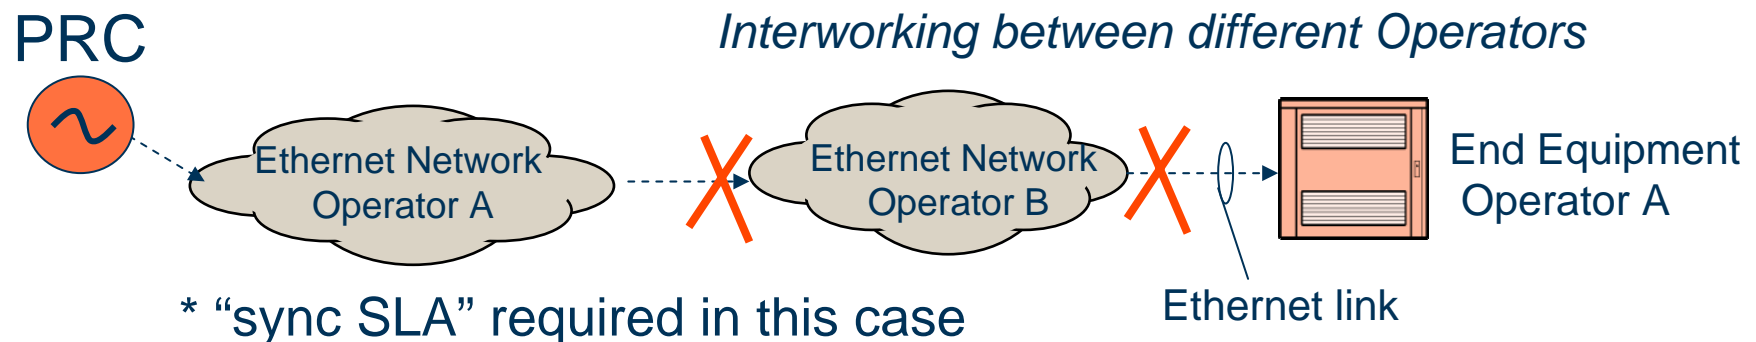 PRC
Interworking between different Operators
Ethernet Network
Operator A
Ethernet Network
Operator B
End Equipment
Operator A
Ethernet link
* “sync SLA” required in this case